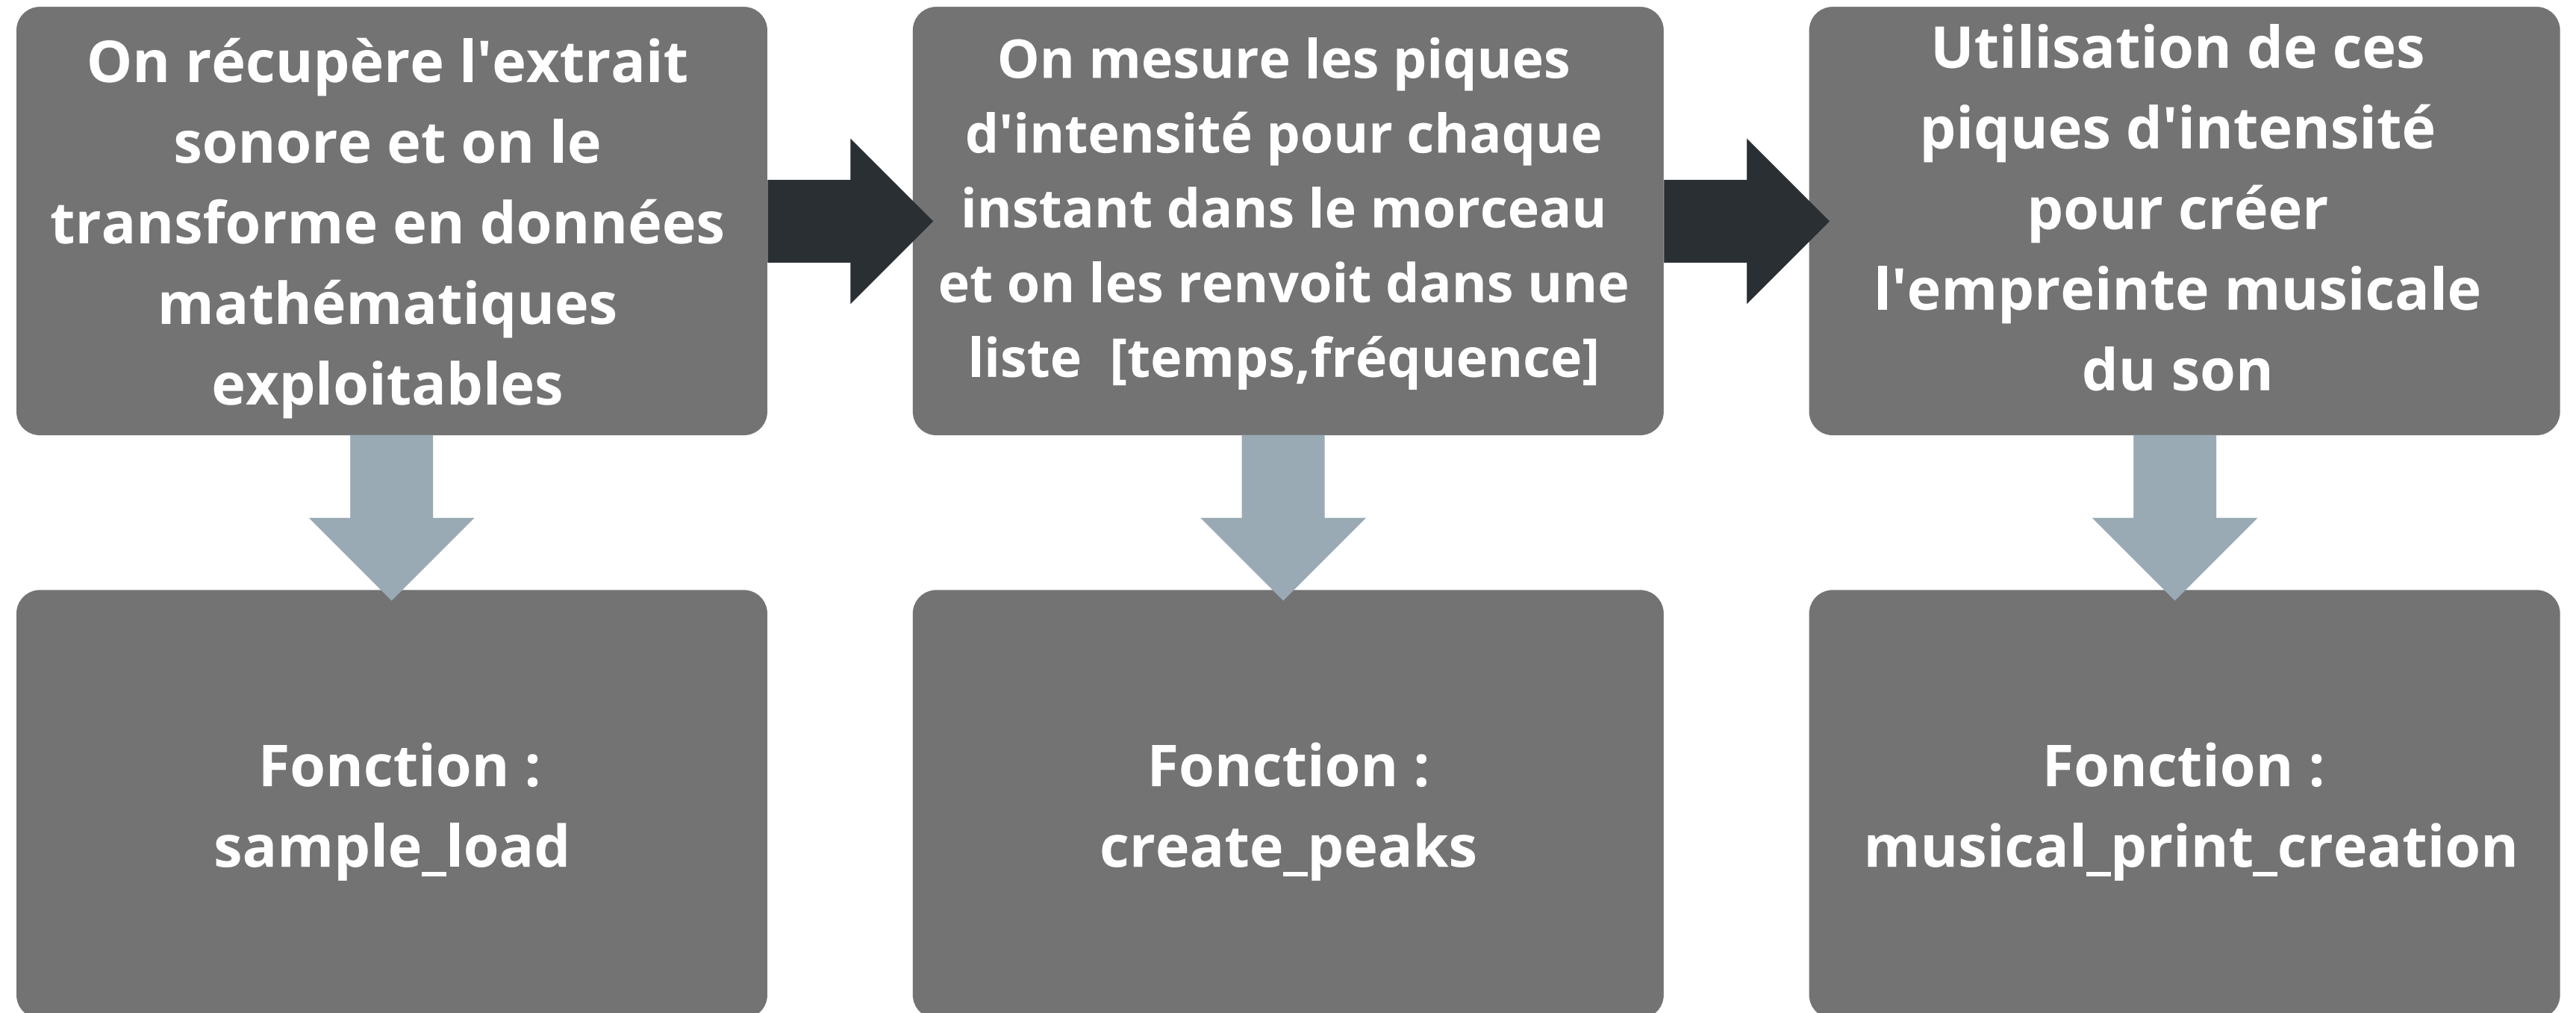 On récupère l'extrait
sonore et on le
transforme en données
mathématiques
exploitables
On mesure les piques
d'intensité pour chaque
instant dans le morceau
et on les renvoit dans une
liste  [temps,fréquence]
Utilisation de ces
piques d'intensité
pour créer
l'empreinte musicale
du son
Fonction :
sample_load
Fonction :
create_peaks
Fonction :
musical_print_creation